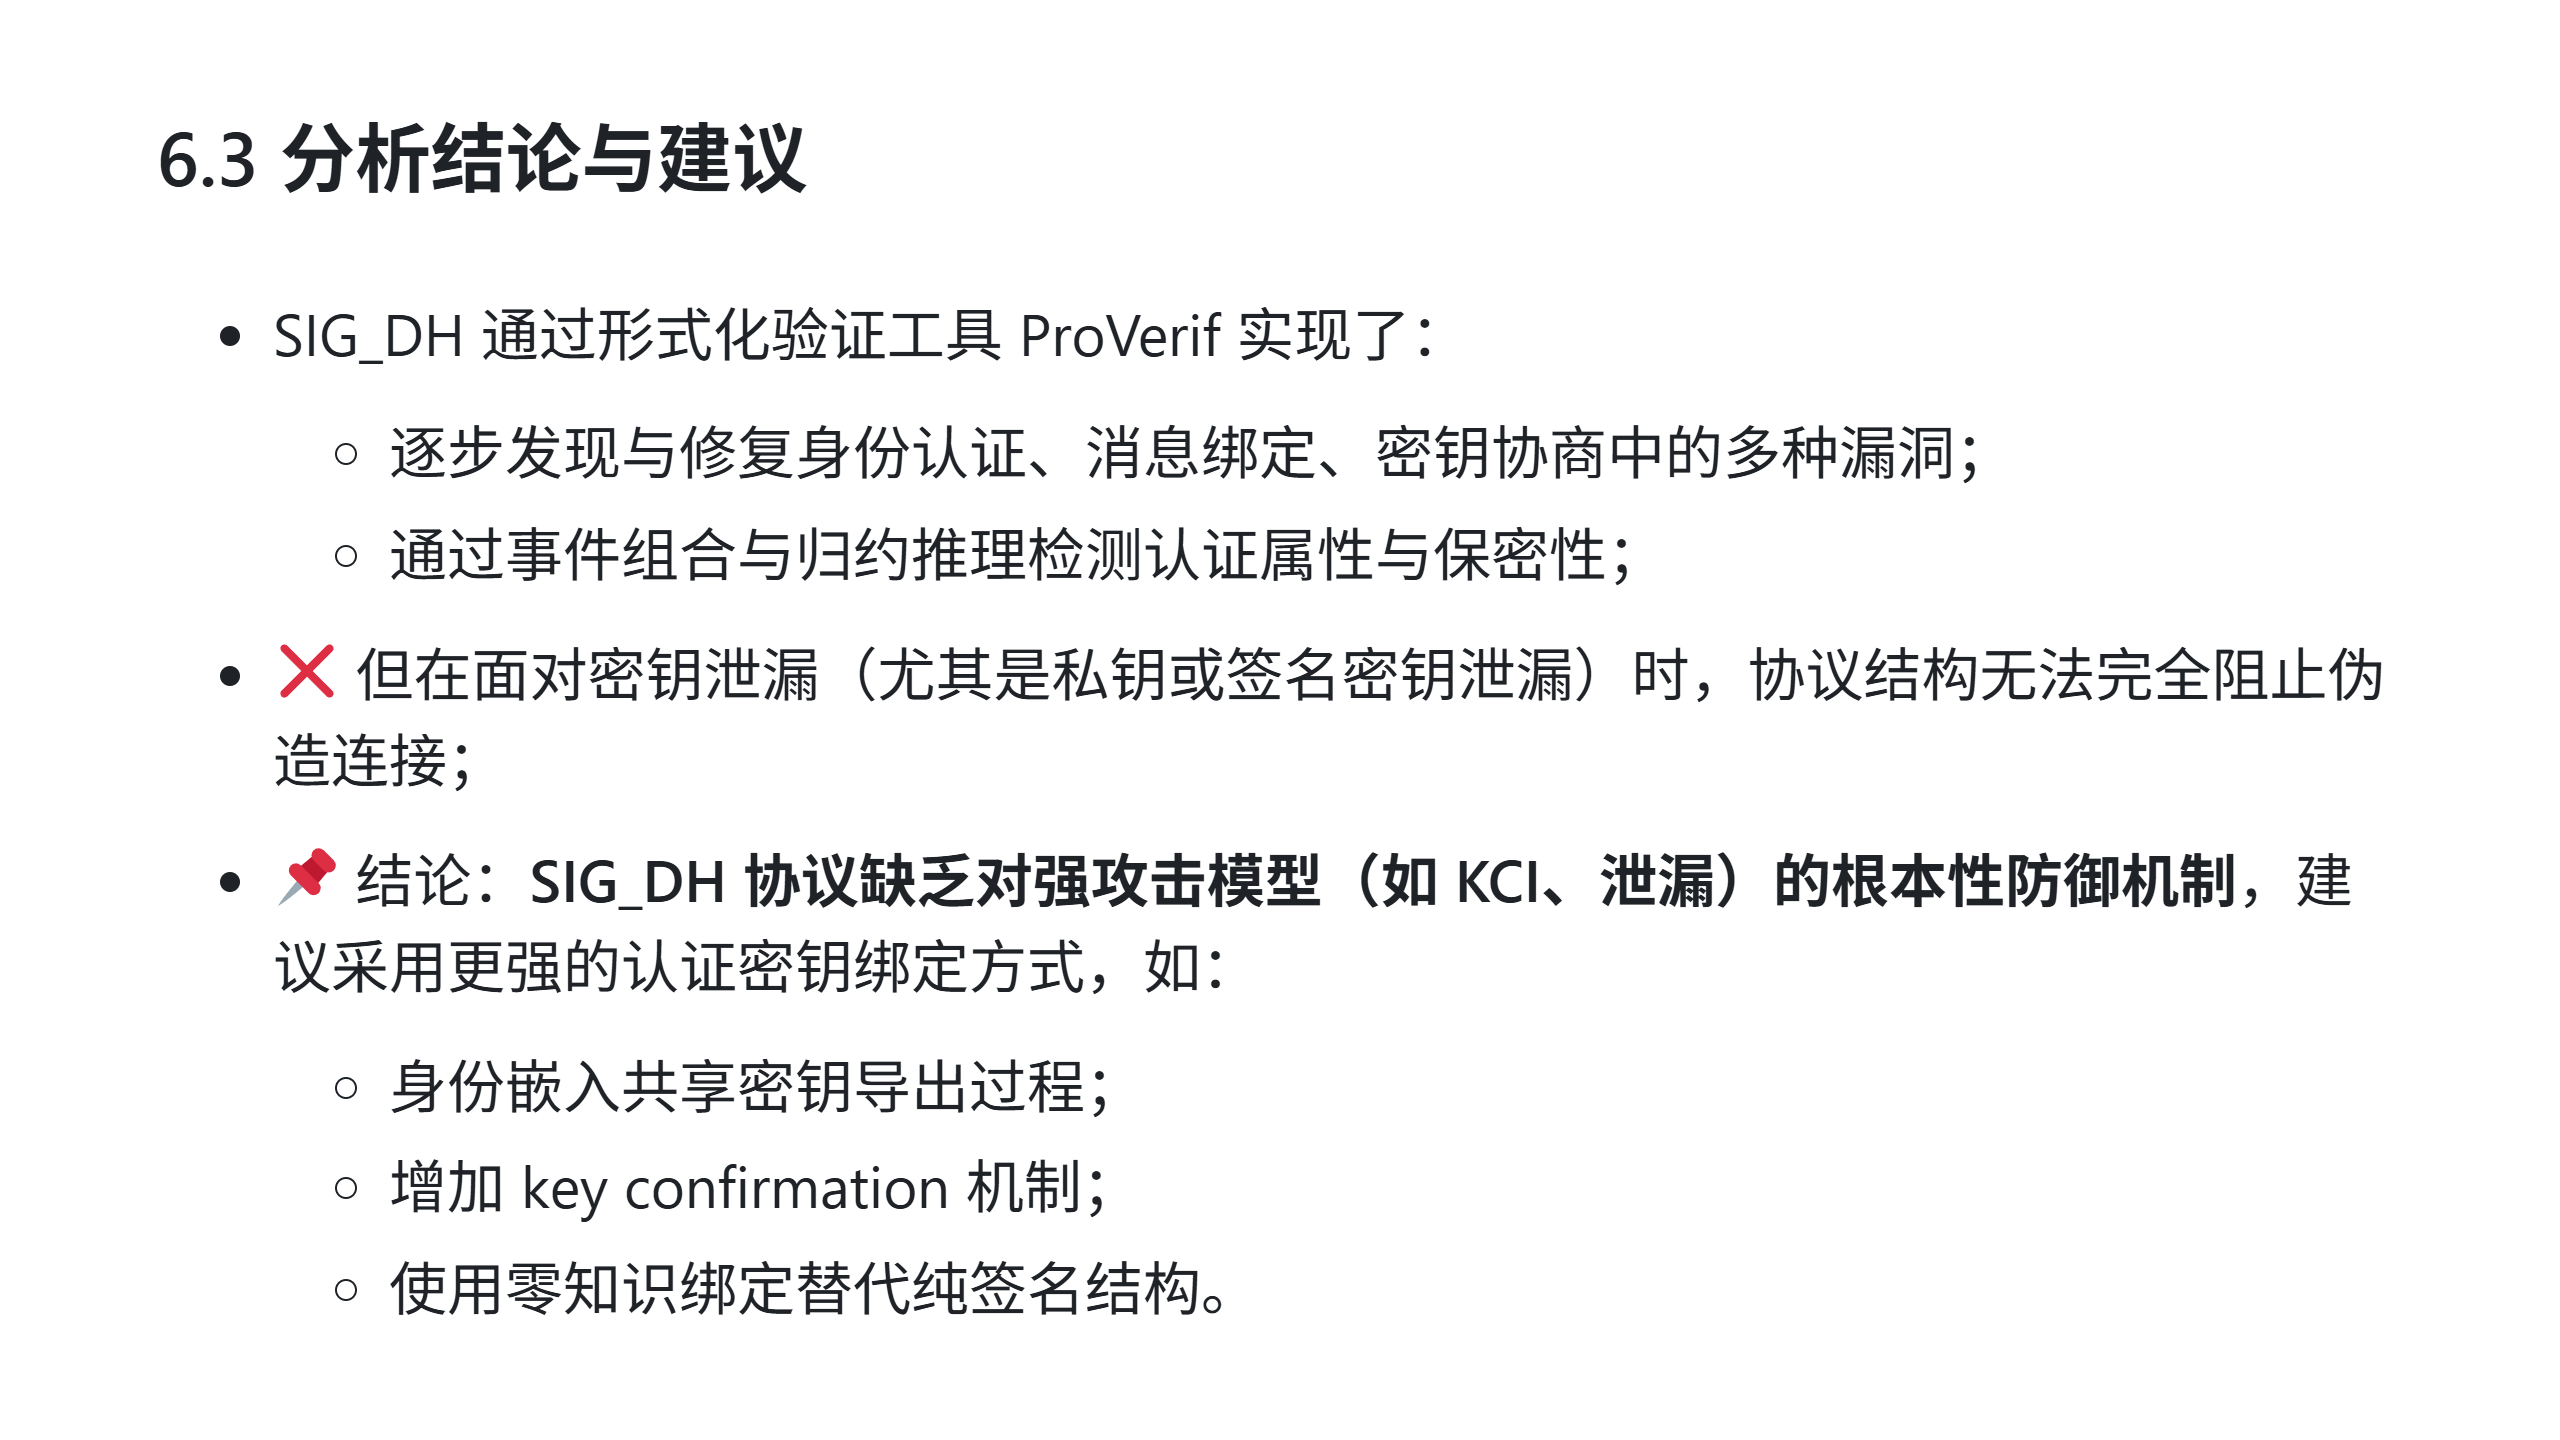 6.3 分析结论与建议
• SIG_DH 通过形式化验证工具 ProVerif 实现了：
◦ 逐步发现与修复身份认证、消息绑定、密钥协商中的多种漏洞；
◦ 通过事件组合与归约推理检测认证属性与保密性；
• ❌ 但在面对密钥泄漏（尤其是私钥或签名密钥泄漏）时，协议结构无法完全阻止伪
造连接；
• 📌 结论：SIG_DH 协议缺乏对强攻击模型（如 KCI、泄漏）的根本性防御机制，建
议采用更强的认证密钥绑定方式，如：
◦ 身份嵌入共享密钥导出过程；
◦ 增加 key confirmation 机制；
◦ 使用零知识绑定替代纯签名结构。